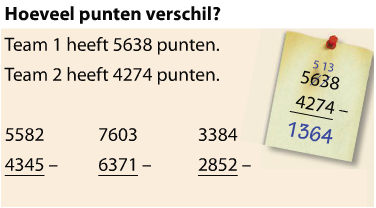 Hoeveel punten verschil?
Team 1 heeft 5638 punten.
Team 2 heeft 4274 punten.
5 13
5638
4274 –
1364
5582 7603 3384
4345 – 6371 – 2852 –